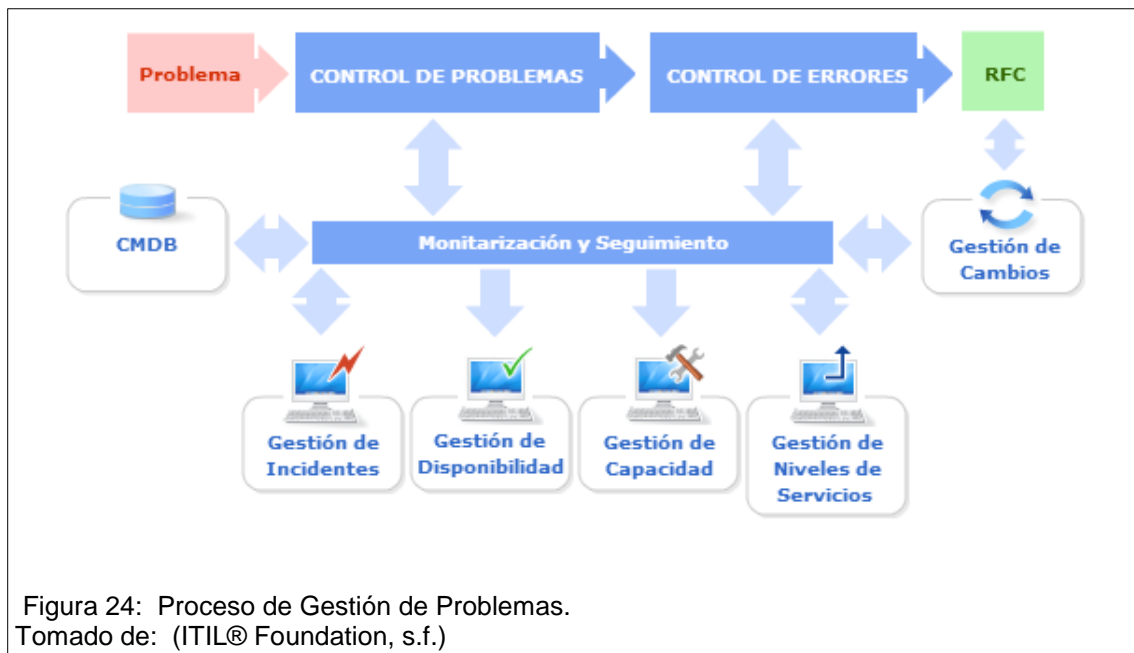 Problema
CONTROL DE PROBLEMAS
CONTROL DE ERRORES
RFC
CMDB
Monitarización y Seguimiento
Gestión de
Cambios
Gestión de
Incidentes
Gestión de
Disponibilidad
Gestión de
Capacidad
Gestión de
Niveles de
Servicios
Figura 24: Proceso de Gestión de Problemas.
Tomado de: (ITIL® Foundation, s.f.)